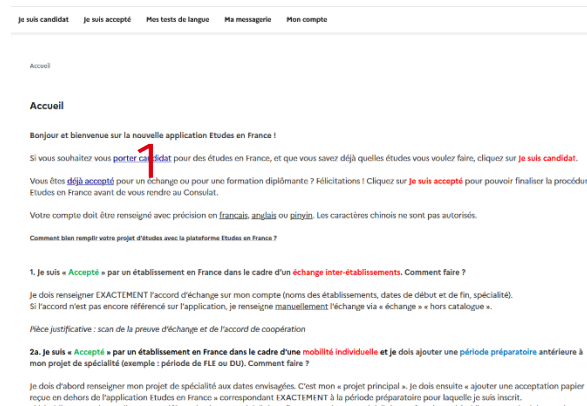 Je suis candidat Je suis accepté Mes tests de langue Ma messagerie Mon compte
Accueil
Accueil
Bonjour et bienvenue sur la nouvelle application Etudes en France !
1
Si vous souhaitez vous porter candidat pour des études en France, et que vous savez déjà quelles études vous voulez faire, cliquez sur Je suis candidat.
Vous êtes déjà accepté pour un échange ou pour une formation diplômante ? Félicitations ! Cliquez sur Je suis accepté pour pouvoir finaliser la procédur
Etudes en France avant de vous rendre au Consulat.
Votre compte doit être renseigné avec précision en français, anglais ou pinyin. Les caractères chinois ne sont pas autorisés.
Comment bien remplir votre projet d'études avec la plateforme Etudes en France ?
1. Je suis « Accepté » par un établissement en France dans le cadre d'un échange inter-établissements. Comment faire ?
Je dois renseigner EXACTEMENT l'accord d'échange sur mon compte (noms des établissements, dates de début et de fin, spécialité).
Si l'accord n'est pas encore référencé sur l'application, je renseigne manuellement l'échange via « échange » « hors catalogue ».
Pièce justificative : scan de la preuve d'échange et de l'accord de coopération
2a. Je suis « Accepté » par un établissement en France dans le cadre d'une mobilité individuelle et je dois ajouter une période préparatoire antérieure à
mon projet de spécialité (exemple : période de FLE ou DU). Comment faire ?
Je dois d'abord renseigner mon projet de spécialité aux dates envisagées. C'est mon « projet principal ». Je dois ensuite « ajouter une acceptation papier
reçue en dehors de l'application Etudes en France » correspondant EXACTEMENT à la période préparatoire pour laquelle je suis inscrit.